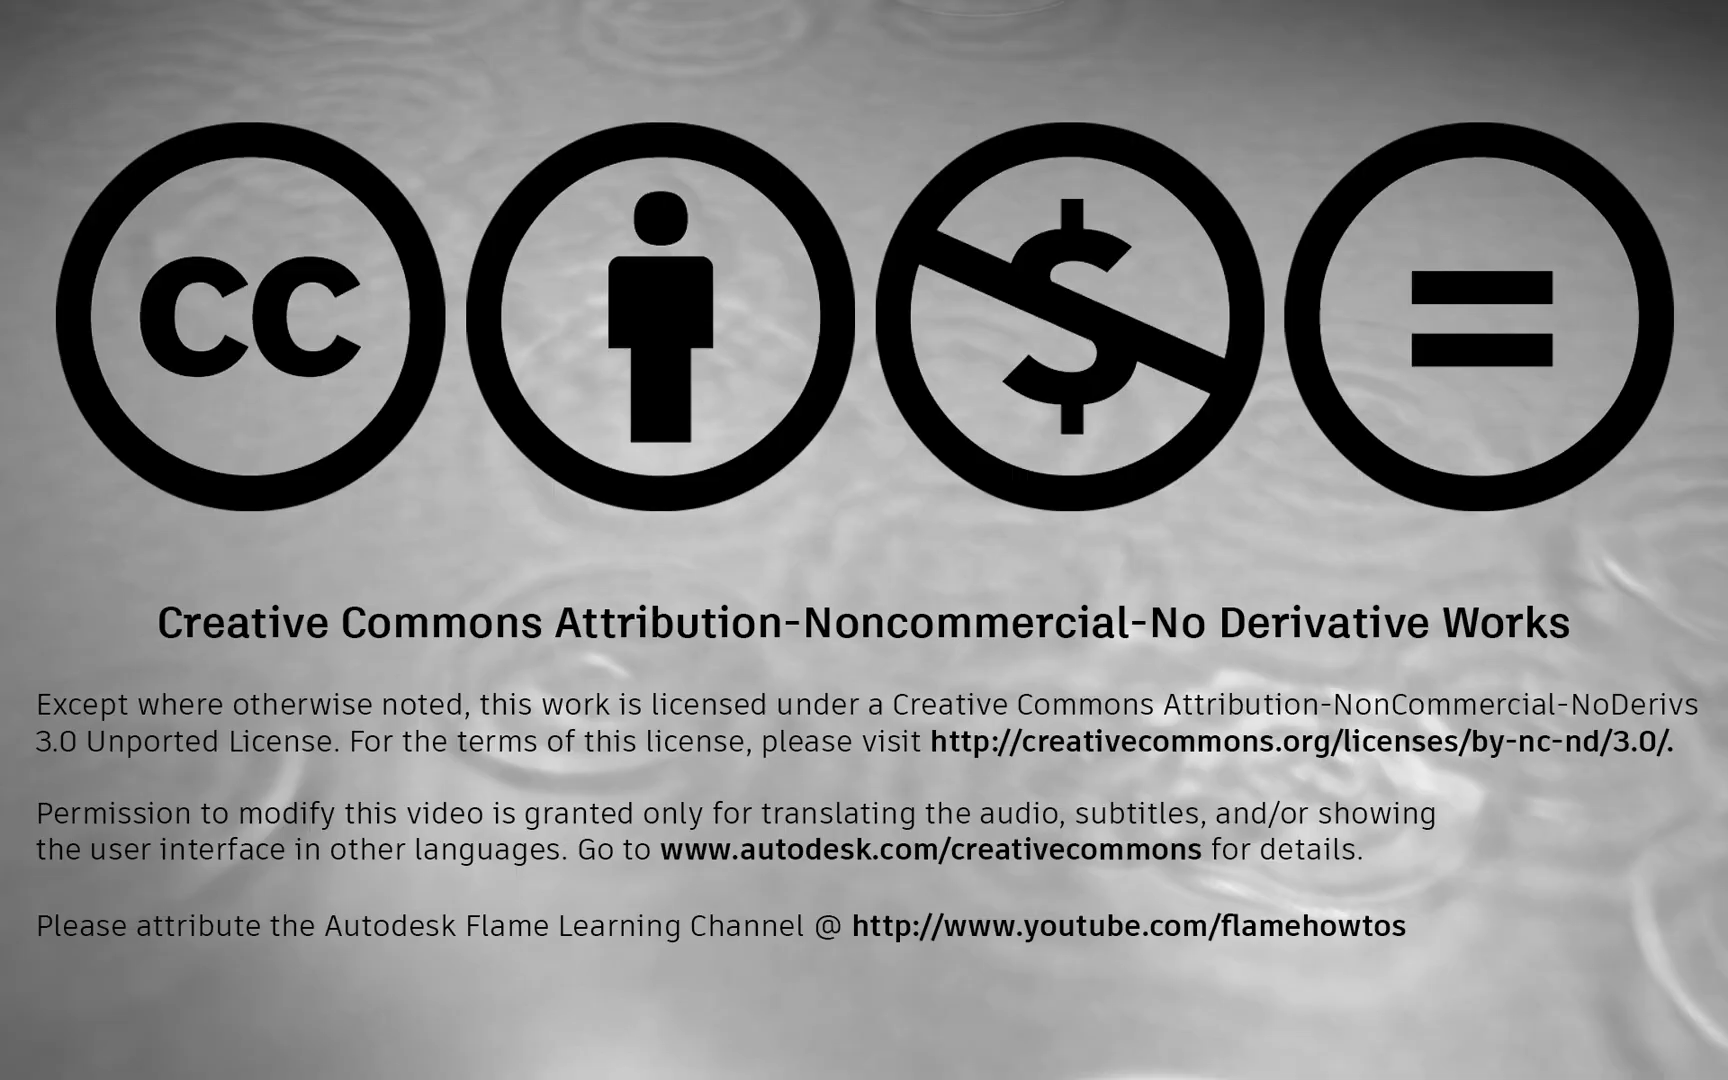 cc
$
=
Creative Commons Attribution-Noncommercial-No Derivative Works
Except where otherwise noted, this work is licensed under a Creative Commons Attribution-NonCommercial-NoDerivs
3.0 Unported License. For the terms of this license, please visit http://creativecommons.org/licenses/by-nc-nd/3.0/.
Permission to modify this video is granted only for translating the audio, subtitles, and/or showing
the user interface in other languages. Go to www.autodesk.com/creativecommons for details.
Please attribute the Autodesk Flame Learning Channel @ http://www.youtube.com/flamehowtos